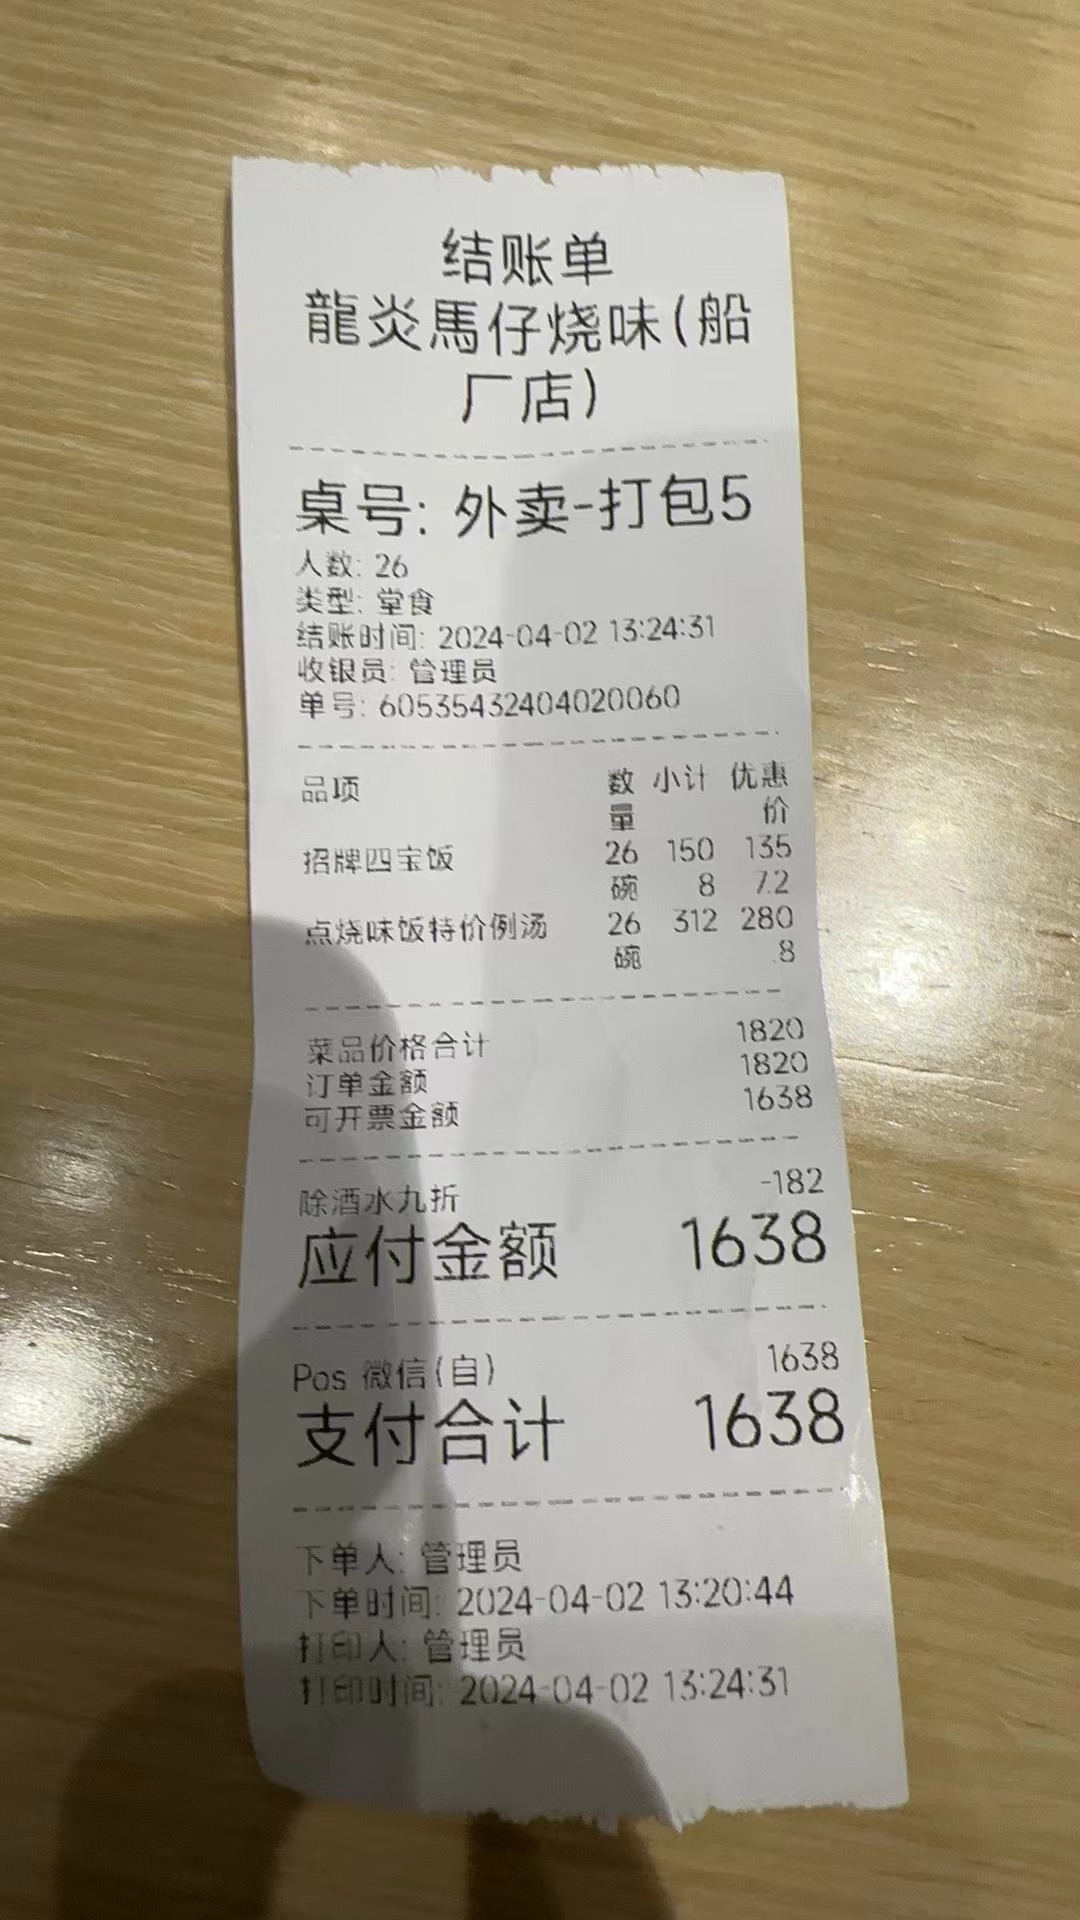 结账单
龍炎馬仔烧味(船
厂店)
桌号: 外卖-打包5
人数: 26
类型: 堂食
结账时间: 2024-04-02 13:24:31
收银员: 管理员
单号: 60535432404020060
品项 数 小计 优惠
量 价
招牌四宝饭 26 150 135
碗 8 7.2
点烧味饭特价例汤 26 312 280
碗 .8
菜品价格合计 1820
订单金额 1820
可开票金额 1638
除酒水九折 -182
应付金额 1638
Pos 微信(自) 1638
支付合计 1638
下单人: 管理员
下单时间: 2024-04-02 13:20:44
打印人: 管理员
打印时间: 2024-04-02 13:24:31